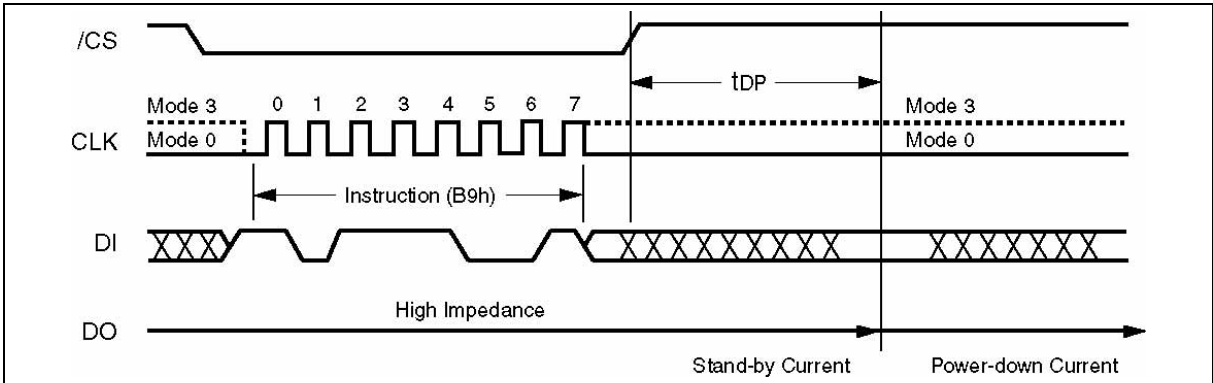 /CS
tDP
Mode 3 0 1 2 3 4 5 6 7 Mode 3
CLK
Mode 0 Mode 0
Instruction (B9h)
DI
High Impedance
DO
Stand-by Current Power-down Current